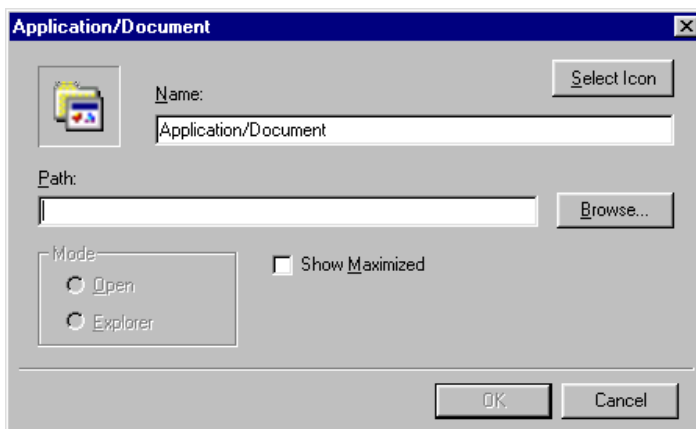 Application/Document
Select Icon
Name:
Application/Document
Path:
Browse...
Mode
Show Maximized
Open
Explorer
OK
Cancel